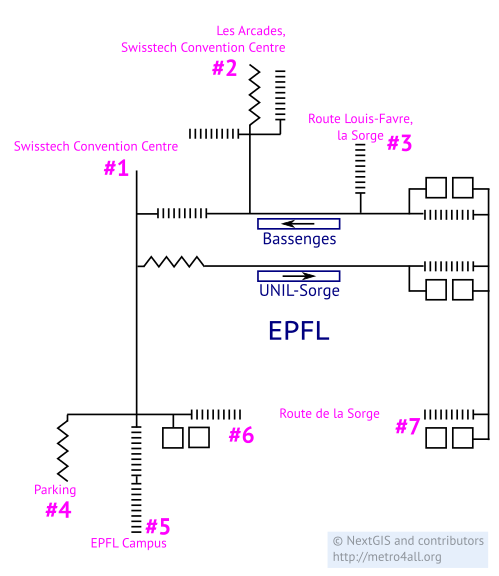 Les Arcades,
Swisstech Convention Centre
#2
Route Louis-Favre,
la Sorge
#3
Swisstech Convention Centre
#1
Bassenges
UNIL-Sorge
EPFL
Route de la Sorge
#7
#6
Parking
#4
#5
EPFL Campus
© NextGIS and contributors
http://metro4all.org